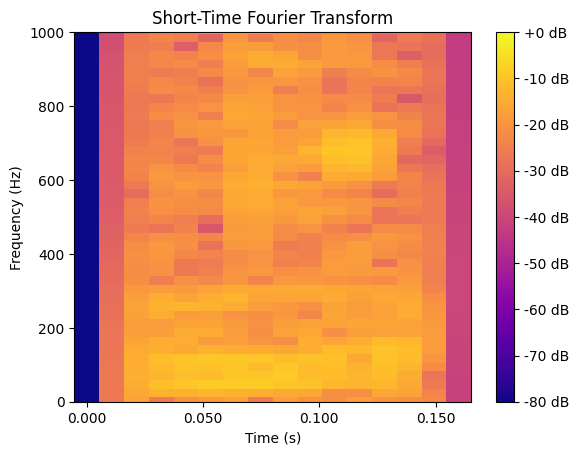 Short-Time Fourier Transform
1000
800
600
400
200
0
Frequency (Hz)
0.000
0.050
0.100
0.150
Time (s)
+0 dB
-10 dB
-20 dB
-30 dB
-40 dB
-50 dB
-60 dB
-70 dB
-80 dB